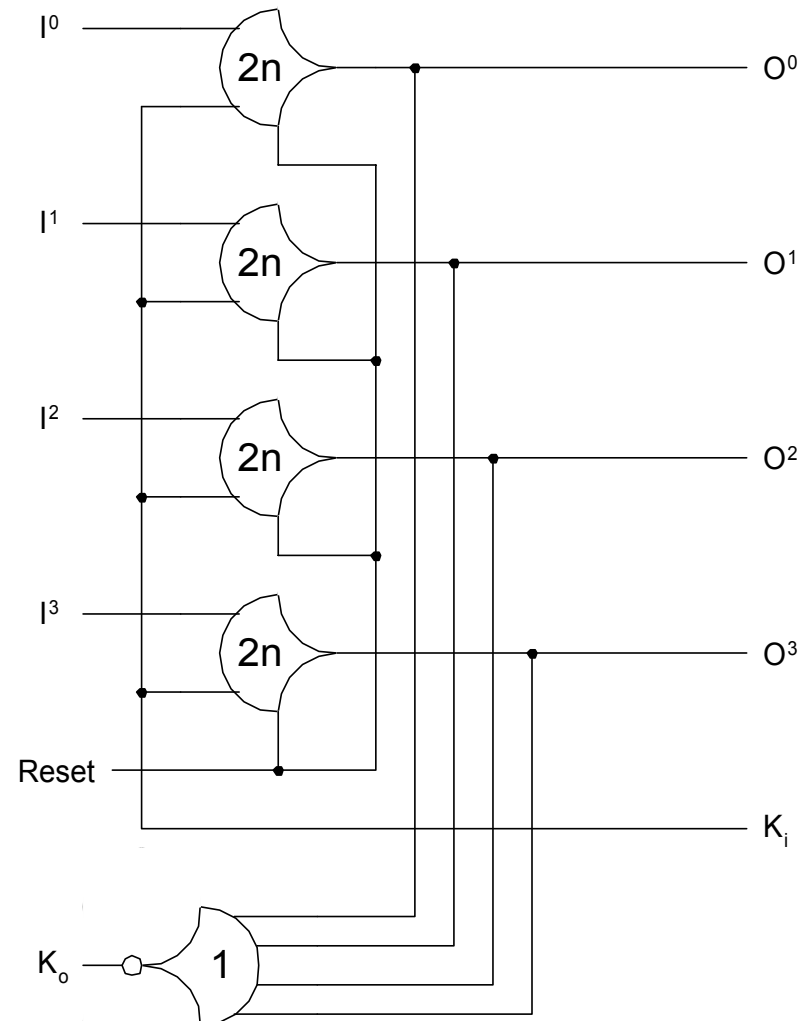 I⁰
2n
O⁰
I¹
2n
O¹
I²
2n
O²
I³
2n
O³
Reset
Kᵢ
1
Kₒ